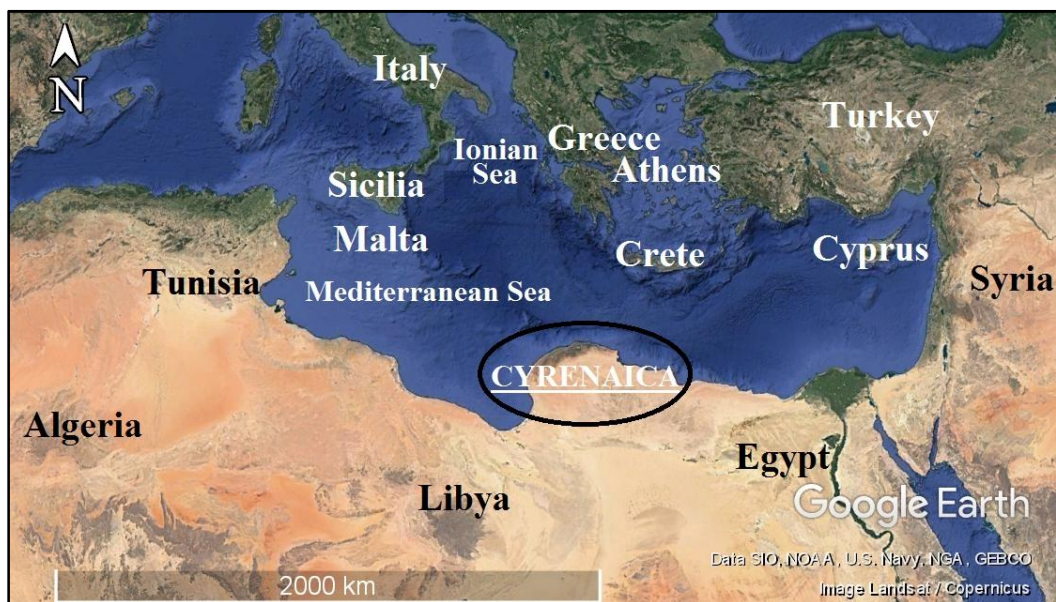 Italy
Turkey
N
Greece
Ionian
Sea
Athens
Sicilia
Malta
Crete
Cyprus
Tunisia
Syria
Mediterranean Sea
CYRENAICA
Algeria
Egypt
Libya
Google Earth
Data SIO, NOAA, U.S. Navy, NGA, GEBCO
2000 km
Image Landsat / Copernicus